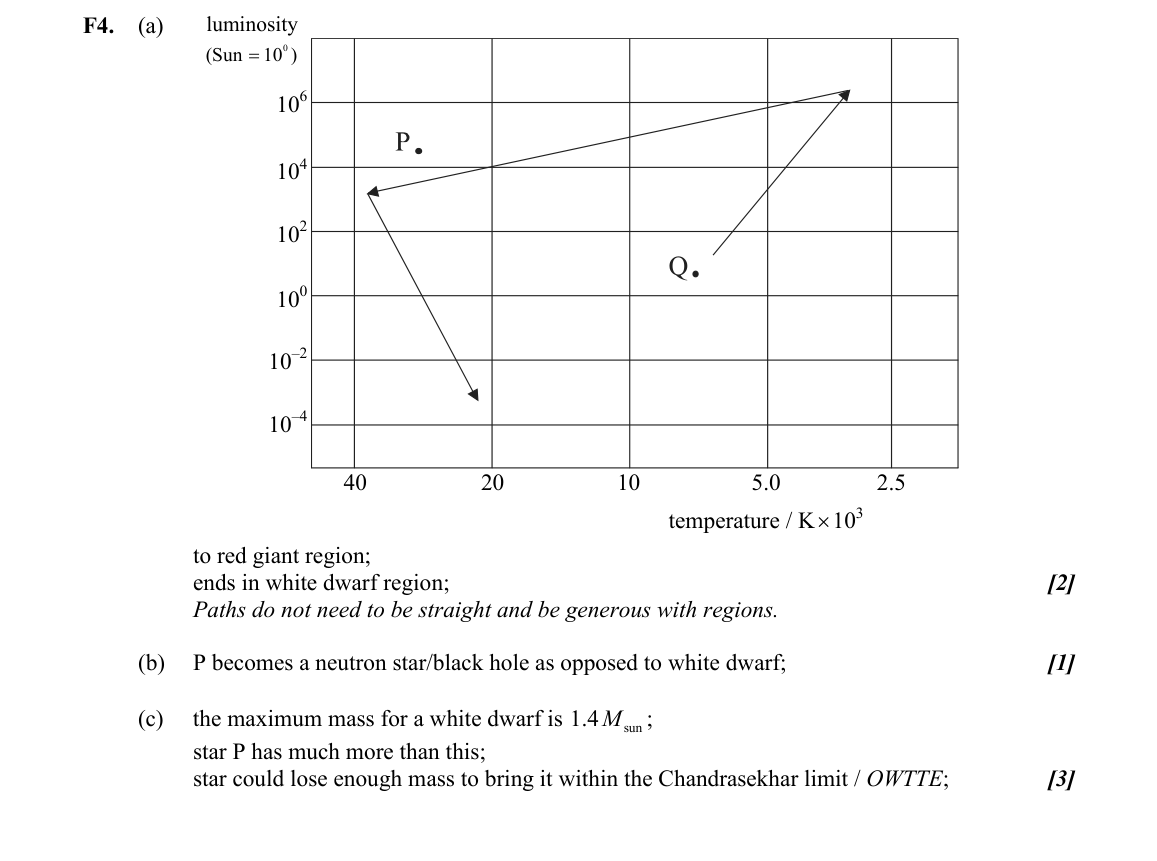 F4. (a) luminosity
(Sun = 10⁰)
10⁶
P.
10⁴
10²
Q.
10⁰
10⁻²
10⁻⁴
40 20 10 5.0 2.5
temperature / K × 10³
to red giant region;
ends in white dwarf region; [2]
Paths do not need to be straight and be generous with regions.
(b) P becomes a neutron star/black hole as opposed to white dwarf; [1]
(c) the maximum mass for a white dwarf is 1.4 M sun ;
star P has much more than this;
star could lose enough mass to bring it within the Chandrasekhar limit / OWTTE; [3]